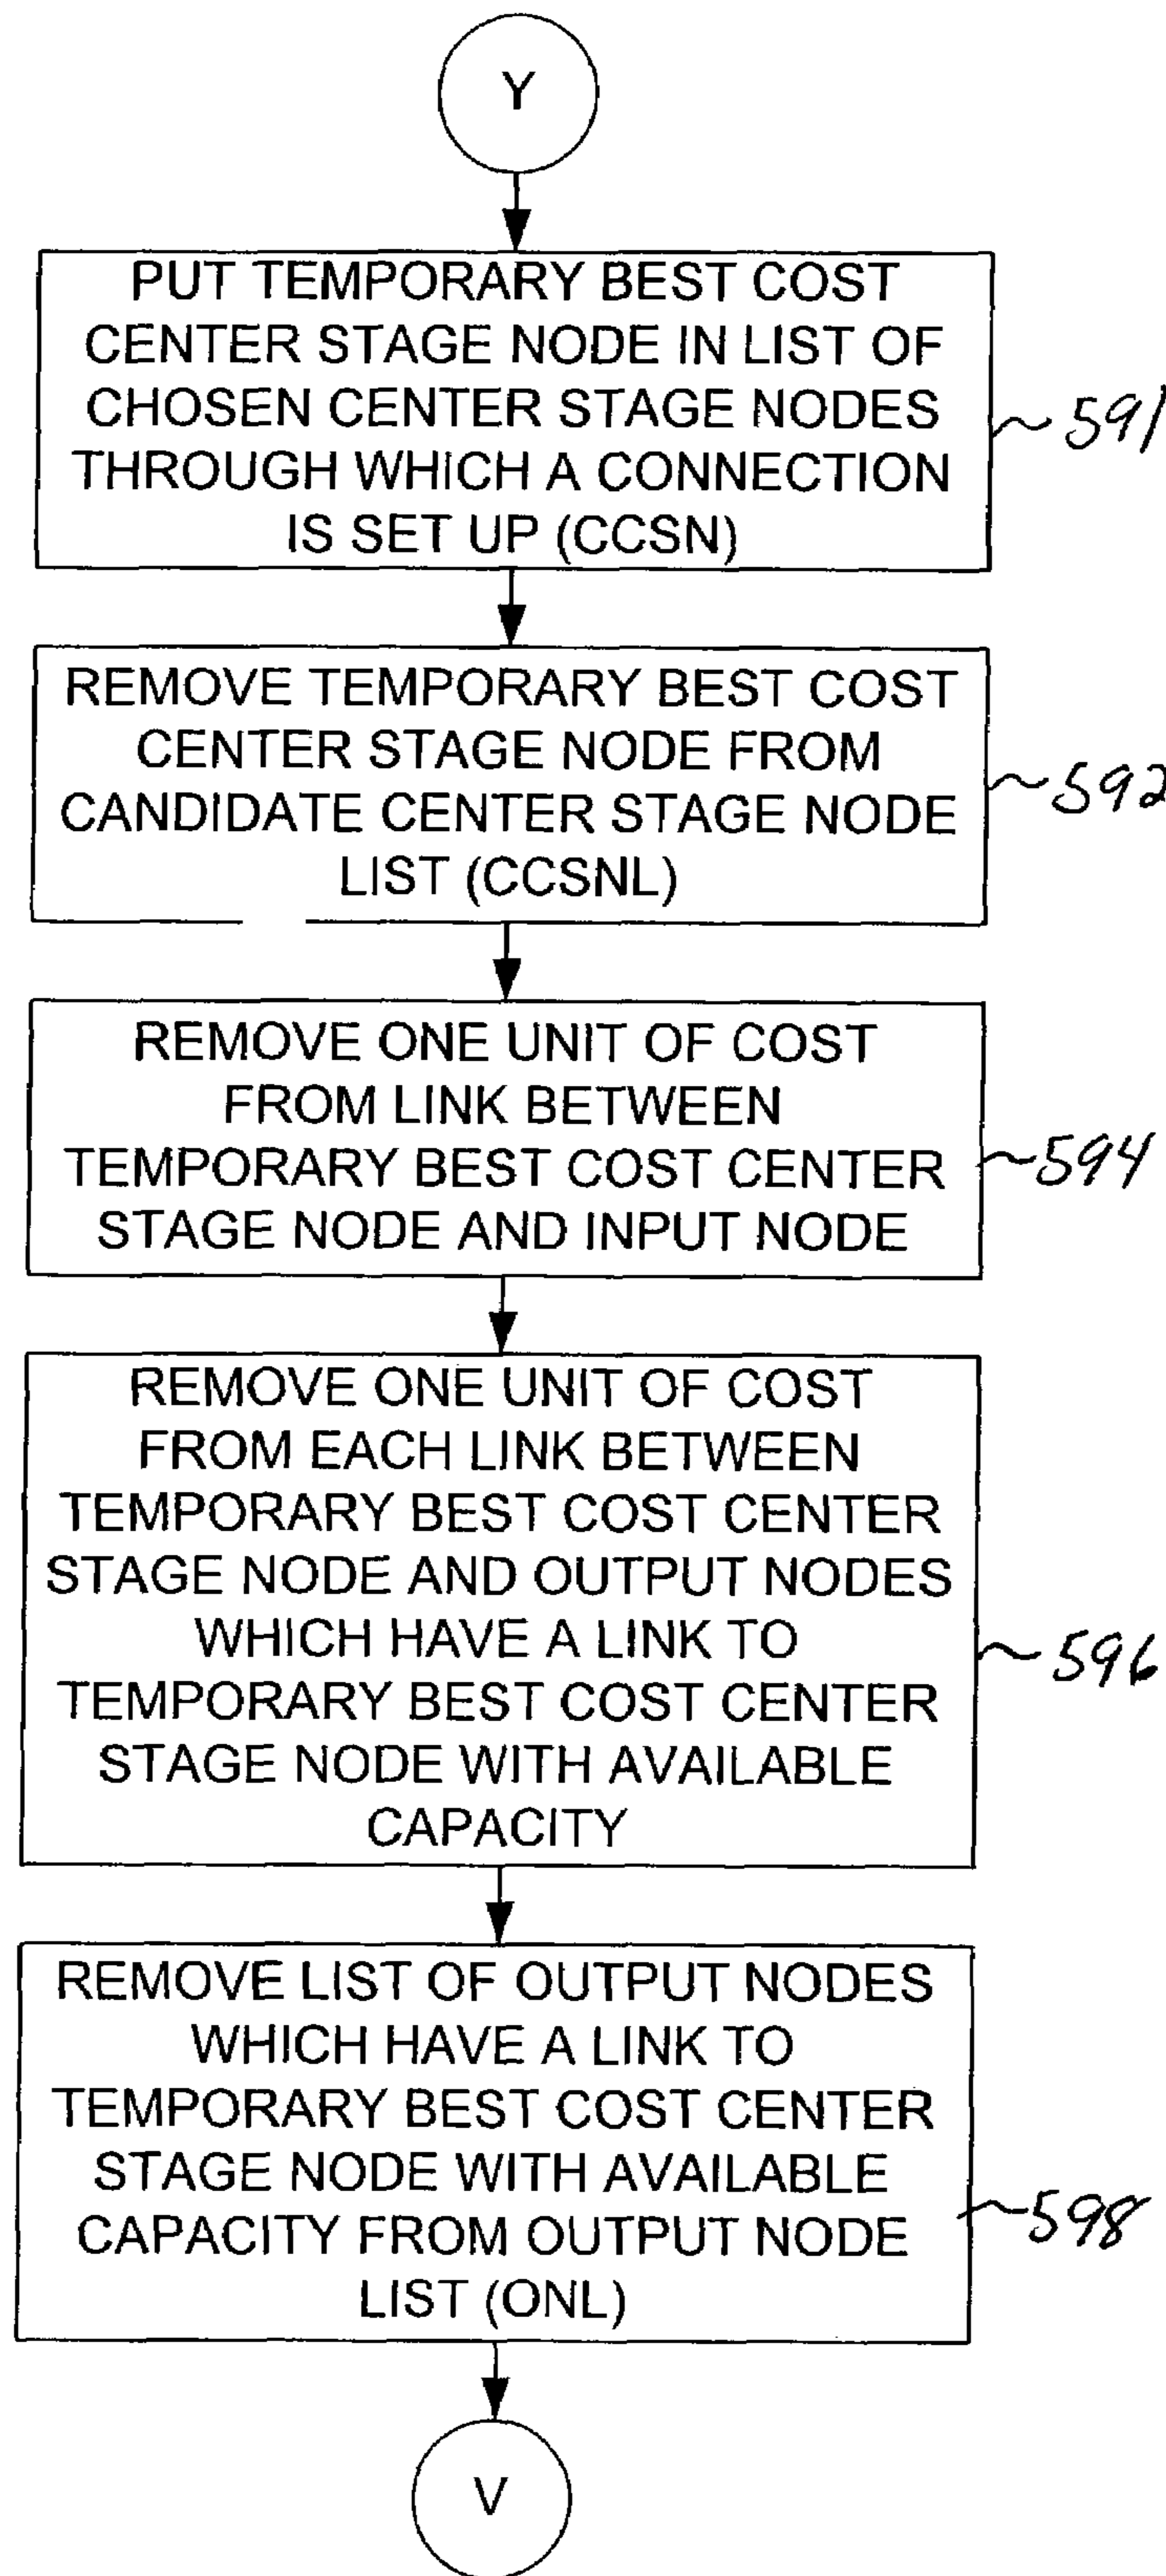 Y
PUT TEMPORARY BEST COST
CENTER STAGE NODE IN LIST OF
CHOSEN CENTER STAGE NODES
THROUGH WHICH A CONNECTION
IS SET UP (CCSN)
591
REMOVE TEMPORARY BEST COST
CENTER STAGE NODE FROM
CANDIDATE CENTER STAGE NODE
LIST (CCSNL)
592
REMOVE ONE UNIT OF COST
FROM LINK BETWEEN
TEMPORARY BEST COST CENTER
STAGE NODE AND INPUT NODE
594
REMOVE ONE UNIT OF COST
FROM EACH LINK BETWEEN
TEMPORARY BEST COST CENTER
STAGE NODE AND OUTPUT NODES
WHICH HAVE A LINK TO
TEMPORARY BEST COST CENTER
STAGE NODE WITH AVAILABLE
CAPACITY
596
REMOVE LIST OF OUTPUT NODES
WHICH HAVE A LINK TO
TEMPORARY BEST COST CENTER
STAGE NODE WITH AVAILABLE
CAPACITY FROM OUTPUT NODE
LIST (ONL)
598
V